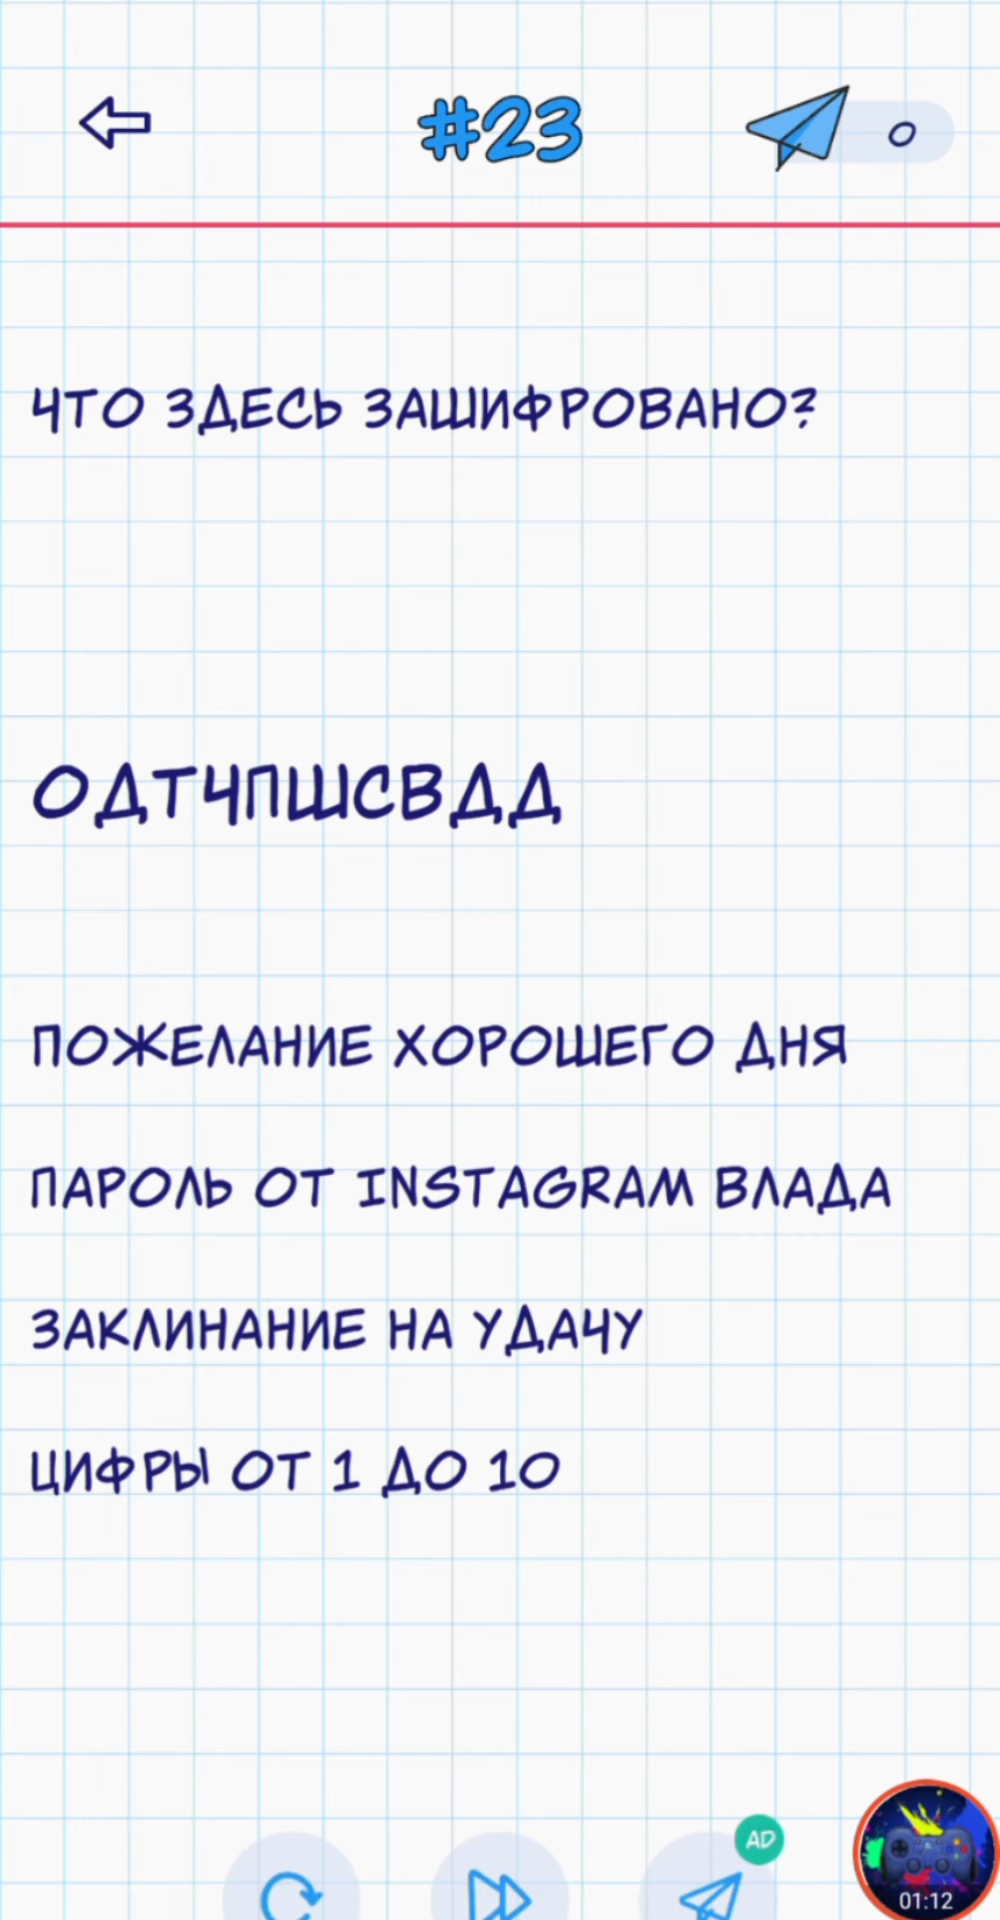 #23
0
ЧТО ЗДЕСЬ ЗАШИФРОВАНО?
ОДТЧПШСВДД
ПОЖЕЛАНИЕ ХОРОШЕГО ДНЯ
ПАРОЛЬ ОТ INSTAGRAM ВЛАДА
ЗАКЛИНАНИЕ НА УДАЧУ
ЦИФРЫ ОТ 1 ДО 10
AD
01:12